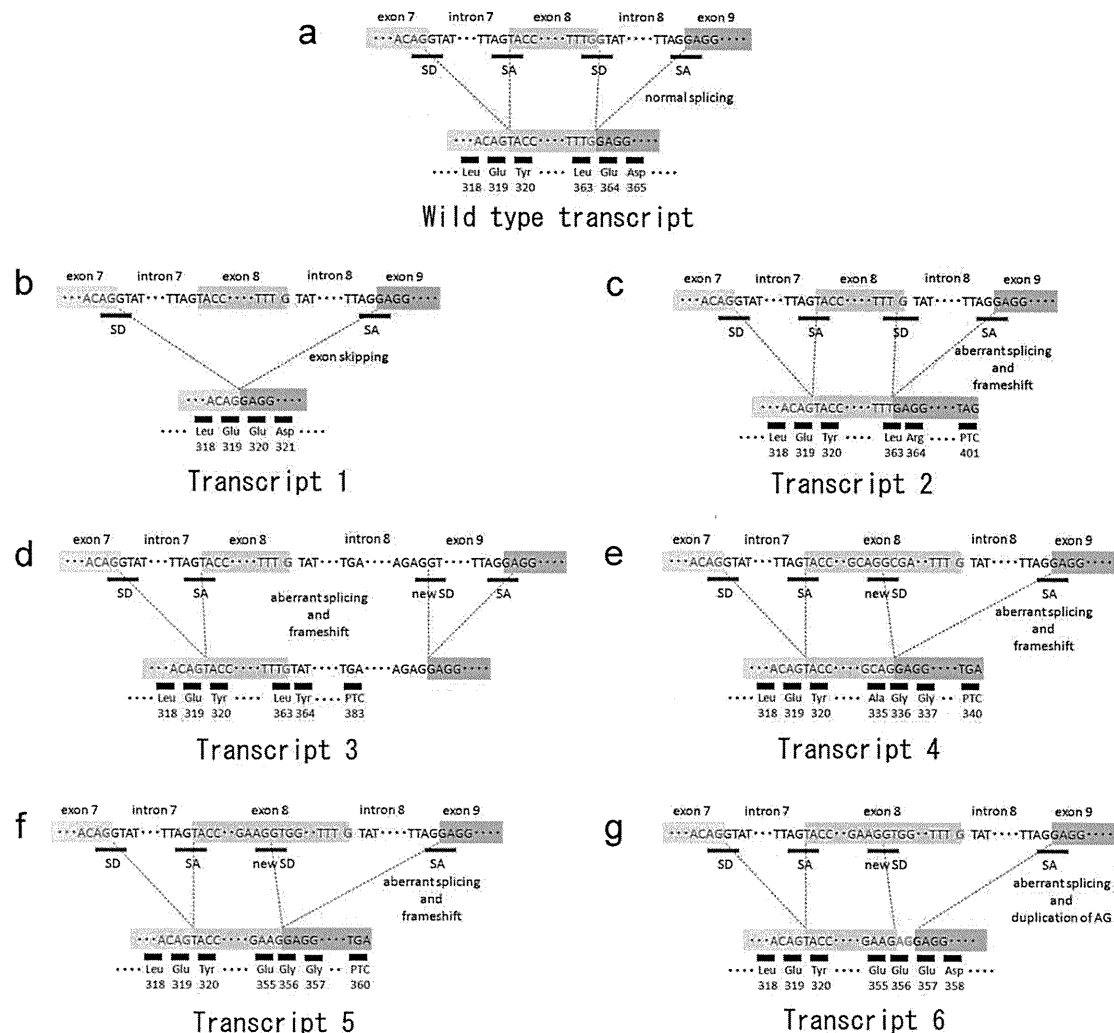 a
exon 7 intron 7 exon 8 intron 8 exon 9
····ACAGGTAT····TTAGTACC·····TTTGGTAT·····TTAGGAGG·····
SD SA SD SA
normal splicing
····ACAGTACC·····TTTGGAGG·····
Leu Glu Tyr Leu Glu Asp
····· 318 319 320 ····· 363 364 365 ·····
Wild type transcript
b
exon 7 intron 7 exon 8 intron 8 exon 9
····ACAGGTAT····TTAGTACC·····TTT G TAT·····TTAGGAGG·····
SD SA
exon skipping
····ACAGGAGG·····
Leu Glu Glu Asp
····· 318 319 320 321 ·····
Transcript 1
c
exon 7 intron 7 exon 8 intron 8 exon 9
····ACAGGTAT····TTAGTACC·····TTT G TAT·····TTAGGAGG·····
SD SA SD SA
aberrant splicing
and
frameshift
····ACAGTACC·····TTTGAGG·····TAG
Leu Glu Tyr Leu Arg PTC
····· 318 319 320 ····· 363 364 ····· 401
Transcript 2
d
exon 7 intron 7 exon 8 intron 8 exon 9
····ACAGGTAT····TTAGTACC·····TTT G TAT·····TGA·····AGAGGT·····TTAGGAGG·····
SD SA new SD SA
aberrant splicing
and
frameshift
····ACAGTACC·····TTTGTAT·····TGA·····AGAGGAGG·····
Leu Glu Tyr Leu Tyr PTC
····· 318 319 320 ····· 363 364 ····· 383
Transcript 3
e
exon 7 intron 7 exon 8 intron 8 exon 9
····ACAGGTAT····TTAGTACC·····GCAGGCGA···TTT G TAT·····TTAGGAGG·····
SD SA new SD SA
aberrant splicing
and
frameshift
····ACAGTACC·····GCAGGAGG·····TGA
Leu Glu Tyr Ala Gly Gly PTC
····· 318 319 320 ····· 335 336 337 ····· 340
Transcript 4
f
exon 7 intron 7 exon 8 intron 8 exon 9
····ACAGGTAT····TTAGTACC···GAAGGTGG···TTT G TAT·····TTAGGAGG·····
SD SA new SD SA
aberrant splicing
and
frameshift
····ACAGTACC·····GAAGGAGG·····TGA
Leu Glu Tyr Glu Gly Gly PTC
····· 318 319 320 ····· 355 356 357 ····· 360
Transcript 5
g
exon 7 intron 7 exon 8 intron 8 exon 9
····ACAGGTAT····TTAGTACC···GAAGGTGG···TTT G TAT·····TTAGGAGG·····
SD SA new SD SA
aberrant splicing
and
duplication of AG
····ACAGTACC·····GAAGAGGAGG·····
Leu Glu Tyr Glu Glu Glu Asp
····· 318 319 320 ····· 355 356 357 358 ·····
Transcript 6